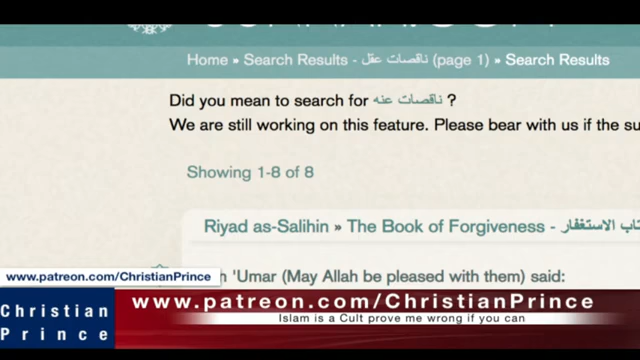 Home » Search Results - ناقصات عقل (page 1) » Search Results
Did you mean to search for ناقصات عنه ?
We are still working on this feature. Please bear with us if the su
Showing 1-8 of 8
Riyad as-Salihin » The Book of Forgiveness - تاب الاستغفار
'Umar (May Allah be pleased with them) said:
www.patreon.com/ChristianPrince
Christian
Prince
www.patreon.com/ChristianPrince
Islam is a Cult prove me wrong if you can